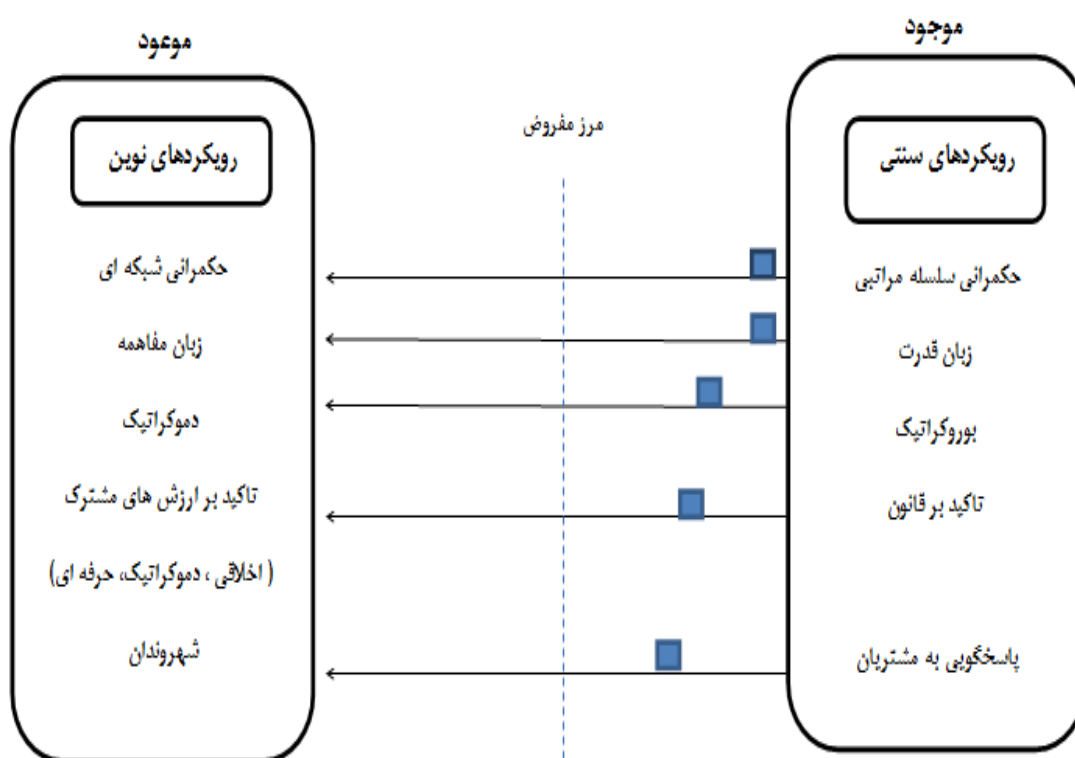 موجود
موعود
مرز مفروض
رویکردهای سنتی
رویکردهای نوین
حکمرانی سلسله مراتبی
حکمرانی شبکه ای
زبان قدرت
زبان مفاهمه
بوروکراتیک
دموکراتیک
تاکید بر قانون
تاکید بر ارزش های مشترک
( اخلاقی ، دموکراتیک، حرفه ای)
پاسخگویی به مشتریان
شهروندان